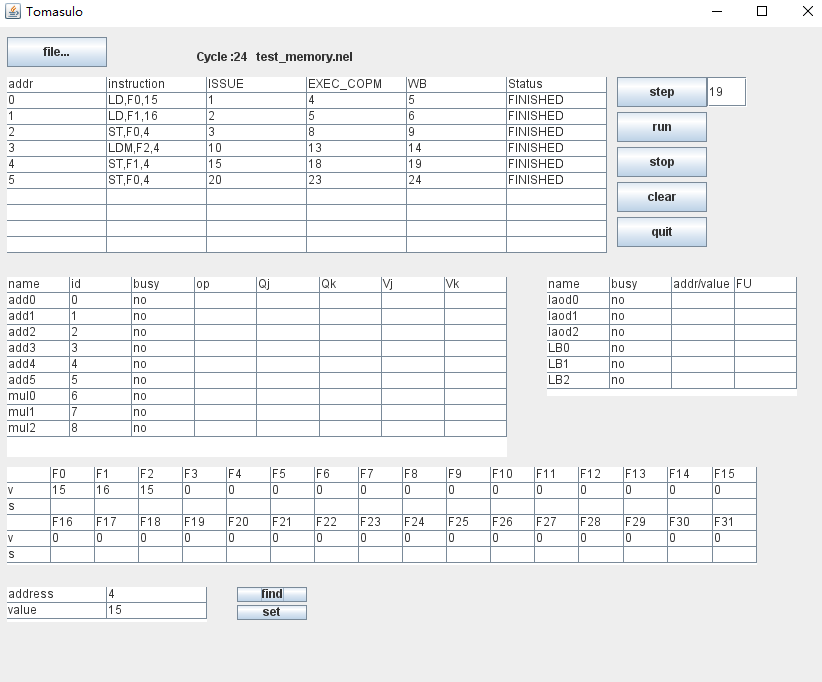 Tomasulo
file...
Cycle :24 test_memory.nel
addr instruction ISSUE EXEC_COPM WB Status
0 LD,F0,15 1 4 5 FINISHED
1 LD,F1,16 2 5 6 FINISHED
2 ST,F0,4 3 8 9 FINISHED
3 LDM,F2,4 10 13 14 FINISHED
4 ST,F1,4 15 18 19 FINISHED
5 ST,F0,4 20 23 24 FINISHED
step 19
run
stop
clear
quit
name id busy op Qj Qk Vj Vk
add0 0 no
add1 1 no
add2 2 no
add3 3 no
add4 4 no
add5 5 no
mul0 6 no
mul1 7 no
mul2 8 no
name busy addr/value FU
laod0 no
laod1 no
laod2 no
LB0 no
LB1 no
LB2 no
F0 F1 F2 F3 F4 F5 F6 F7 F8 F9 F10 F11 F12 F13 F14 F15
v 15 16 15 0 0 0 0 0 0 0 0 0 0 0 0 0
s
F16 F17 F18 F19 F20 F21 F22 F23 F24 F25 F26 F27 F28 F29 F30 F31
v 0 0 0 0 0 0 0 0 0 0 0 0 0 0 0 0
s
address 4 find
value 15 set